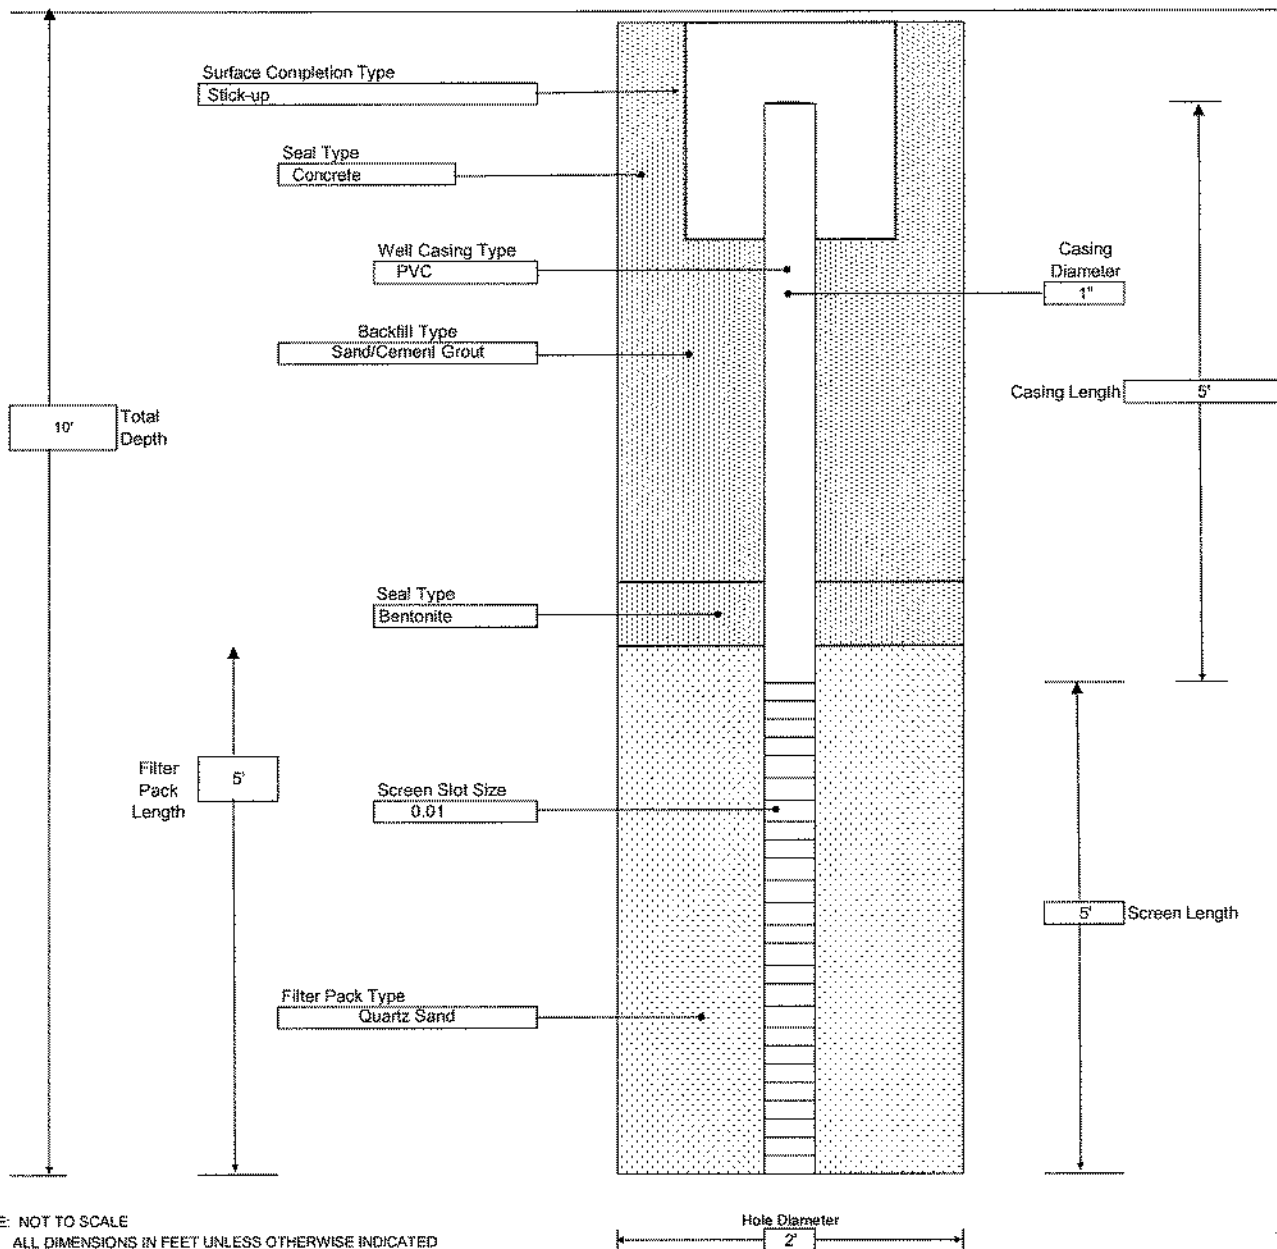 Surface Completion Type
Stick-up
Seal Type
Concrete
Well Casing Type
PVC
Casing
Diameter
1"
Backfill Type
Sand/Cement Grout
Casing Length
5'
10'
Total
Depth
Seal Type
Bentonite
Filter
Pack
Length
5'
Screen Slot Size
0.01
5'
Screen Length
Filter Pack Type
Quartz Sand
E: NOT TO SCALE
ALL DIMENSIONS IN FEET UNLESS OTHERWISE INDICATED
Hole Diameter
2'